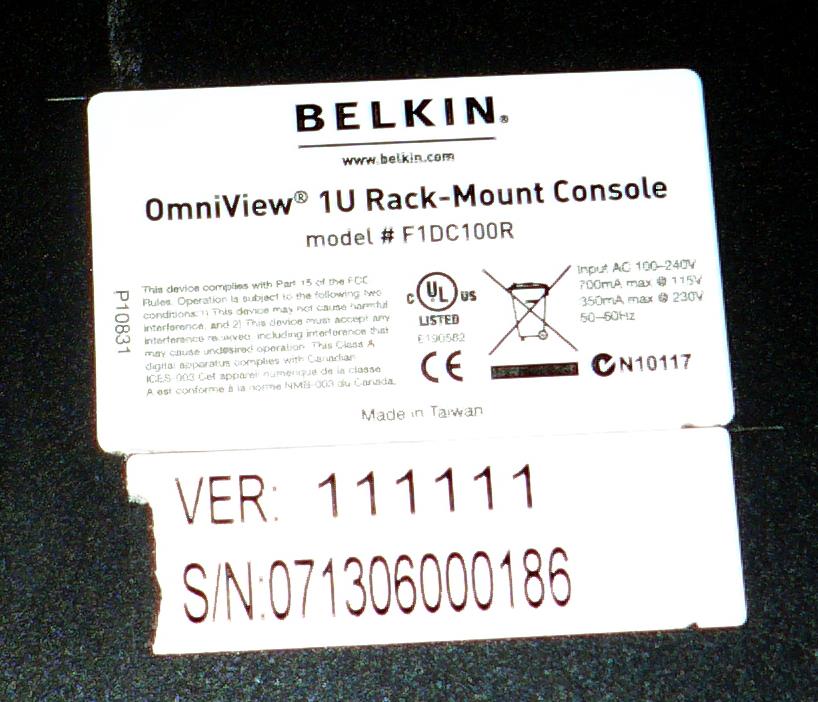 BELKIN®
www.belkin.com
OmniView® 1U Rack-Mount Console
model # F1DC100R
P10831
This device complies with Part 15 of the FCC
Rules. Operation is subject to the following two
conditions: 1) This device may not cause harmful
interference, and 2) This device must accept any
interference received, including interference that
may cause undesired operation. This Class A
digital apparatus complies with Canadian
ICES-003 Cet appareil numerique de la classe
A est conforme à la norme NMB-003 du Canada.
C UL US
LISTED
E190582
CE
Input AC 100-240V
700mA max @ 115V
350mA max @ 230V
50-60Hz
N10117
Made in Taiwan
VER: 111111
S/N:071306000186